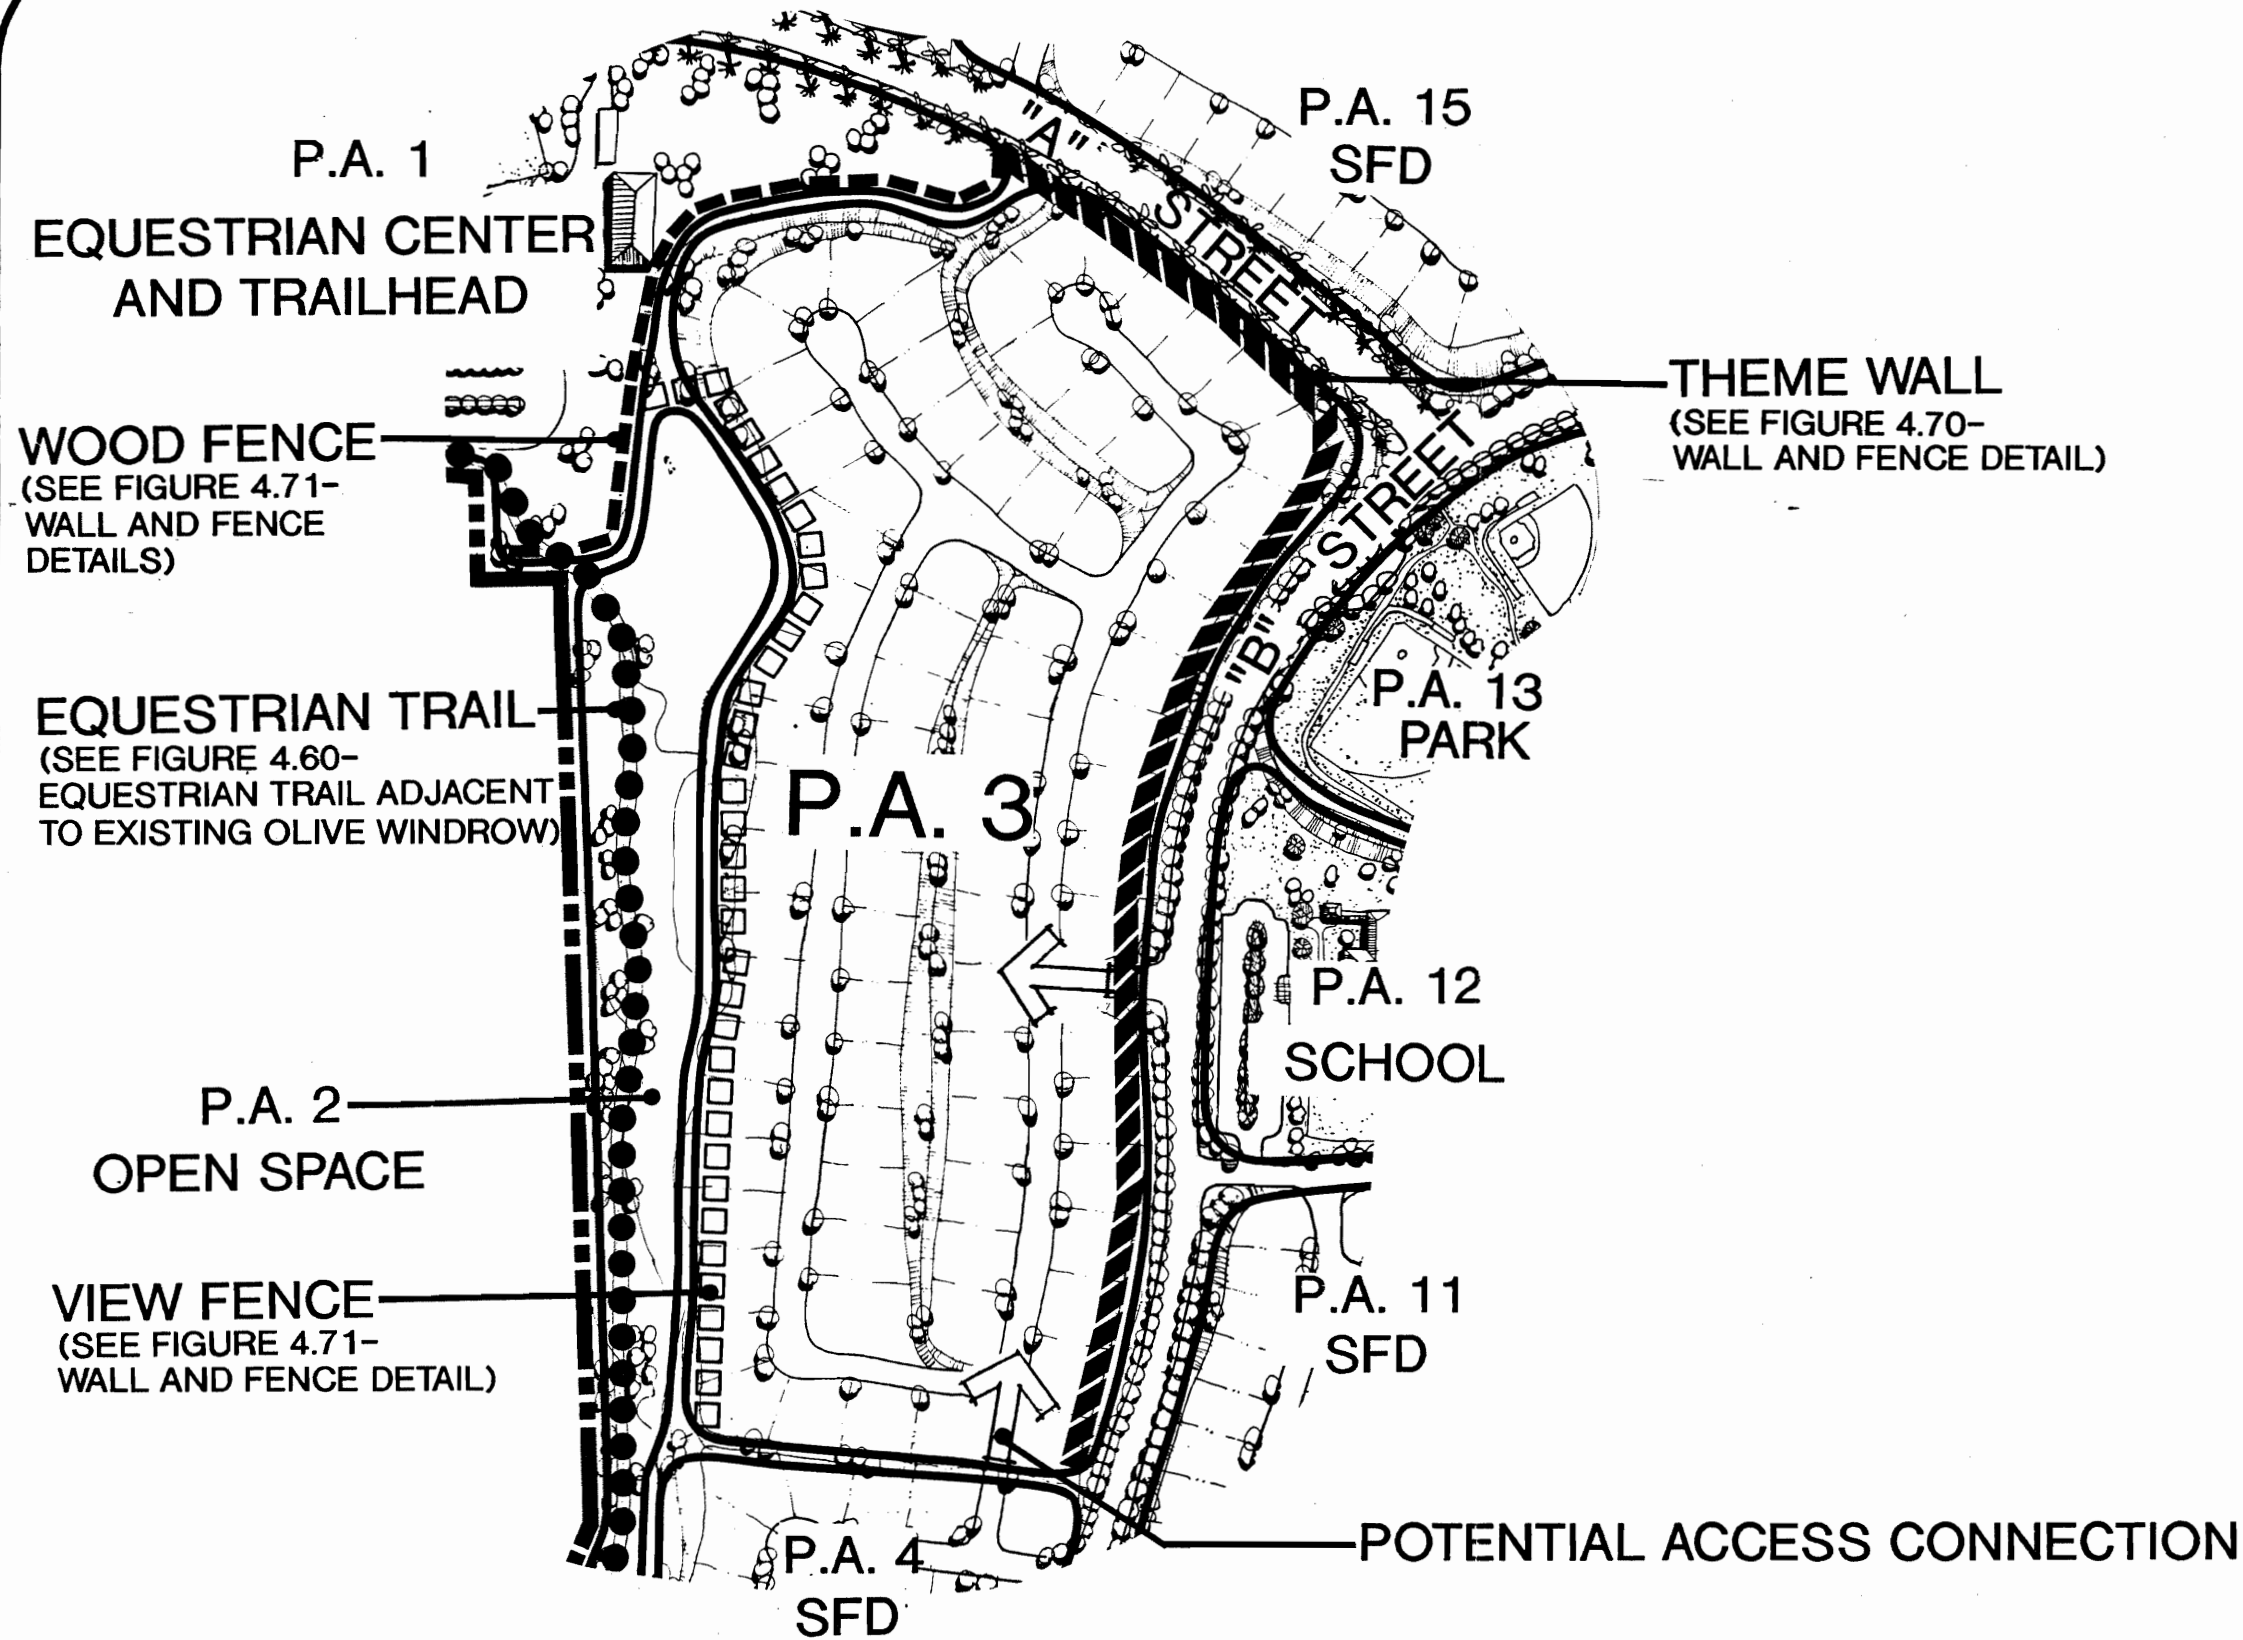 "A" STREET
P.A. 15
SFD
P.A. 1
EQUESTRIAN CENTER
AND TRAILHEAD
THEME WALL
(SEE FIGURE 4.70-
WALL AND FENCE DETAIL)
WOOD FENCE
(SEE FIGURE 4.71-
WALL AND FENCE
DETAILS)
"B" STREET
P.A. 13
PARK
EQUESTRIAN TRAIL
(SEE FIGURE 4.60-
EQUESTRIAN TRAIL ADJACENT
TO EXISTING OLIVE WINDROW)
P.A. 3
P.A. 12
SCHOOL
P.A. 2
OPEN SPACE
VIEW FENCE
(SEE FIGURE 4.71-
WALL AND FENCE DETAIL)
P.A. 11
SFD
POTENTIAL ACCESS CONNECTION
P.A. 4
SFD